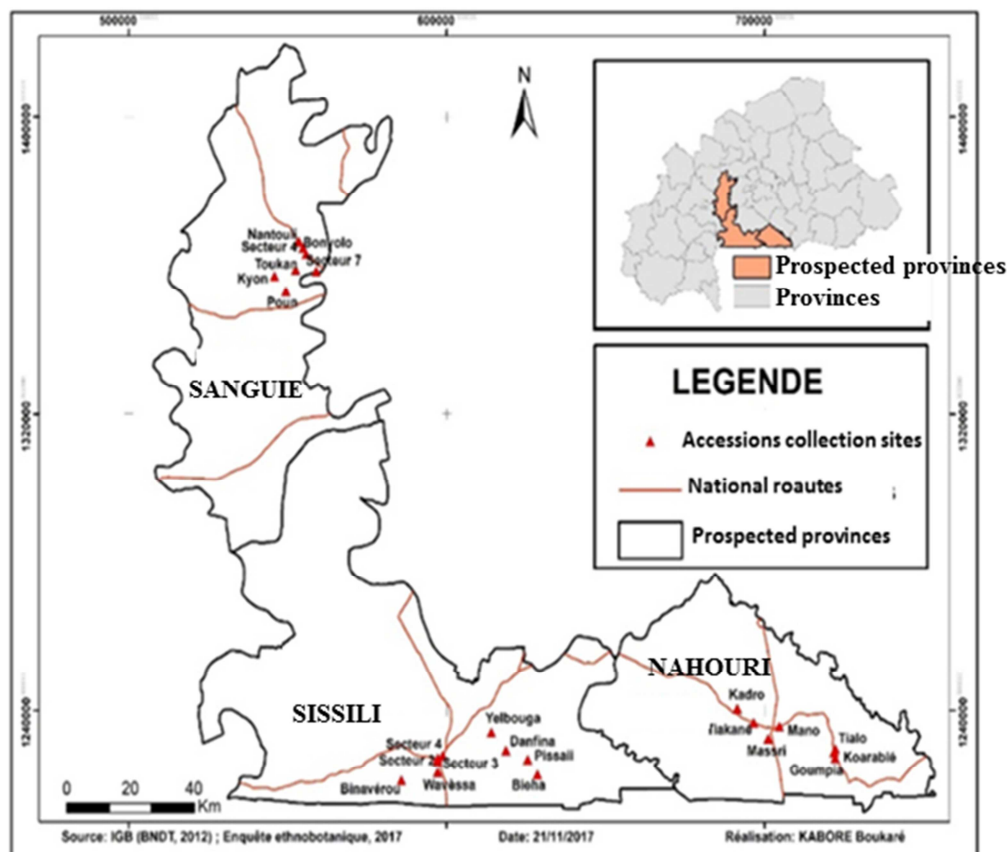 500000 600000 700000
N
1400000
1400000
Nantouli
Secteur 4 Bonyolo
Toukan Secteur 7
Kyon
Poun
Prospected provinces
Provinces
LEGENDE
Accessions collection sites
National roautes
Prospected provinces
SANGUIE
1320000
1320000
NAHOURI
SISSILI
1240000
1240000
Kadro
Yelbouga
Mano
Danfina
Tialo
Secteur 4
Pissaii
Massri
Koarablé
Secteur 2 Secteur 3
Goumpia
Binavérou Wavèssa Bieha
0 20 40
Km
Source: IGB (BNDT, 2012) ; Enquête ethnobotanique, 2017 Date: 21/11/2017 Réalisation: KABORE Boukaré